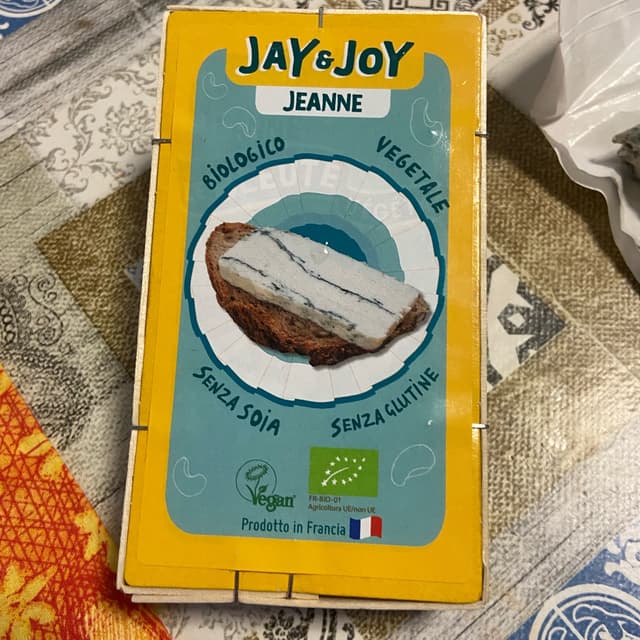 JAY&JOY
JEANNE
BIOLOGICO
VEGETALE
SENZA SOIA
SENZA GLUTINE
Vegan
FR-BIO-01
Agricoltura UE/non UE
Prodotto in Francia